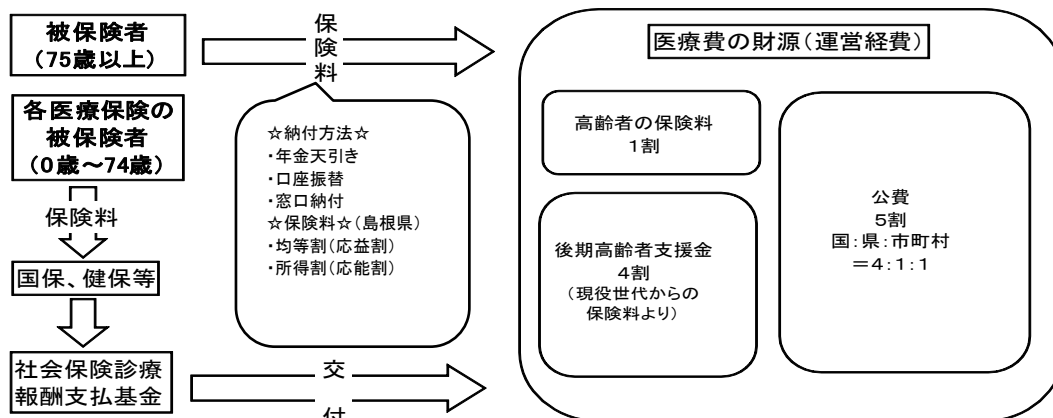 被保険者
(75歳以上)
保険料
各医療保険の
被保険者
(0歳～74歳)
保険料
国保、健保等
社会保険診療
報酬支払基金
交付
☆納付方法☆
・年金天引き
・口座振替
・窓口納付
☆保険料☆(島根県)
・均等割(応益割)
・所得割(応能割)
医療費の財源(運営経費)
高齢者の保険料
1割
後期高齢者支援金
4割
(現役世代からの
保険料より)
公費
5割
国:県:市町村
=4:1:1